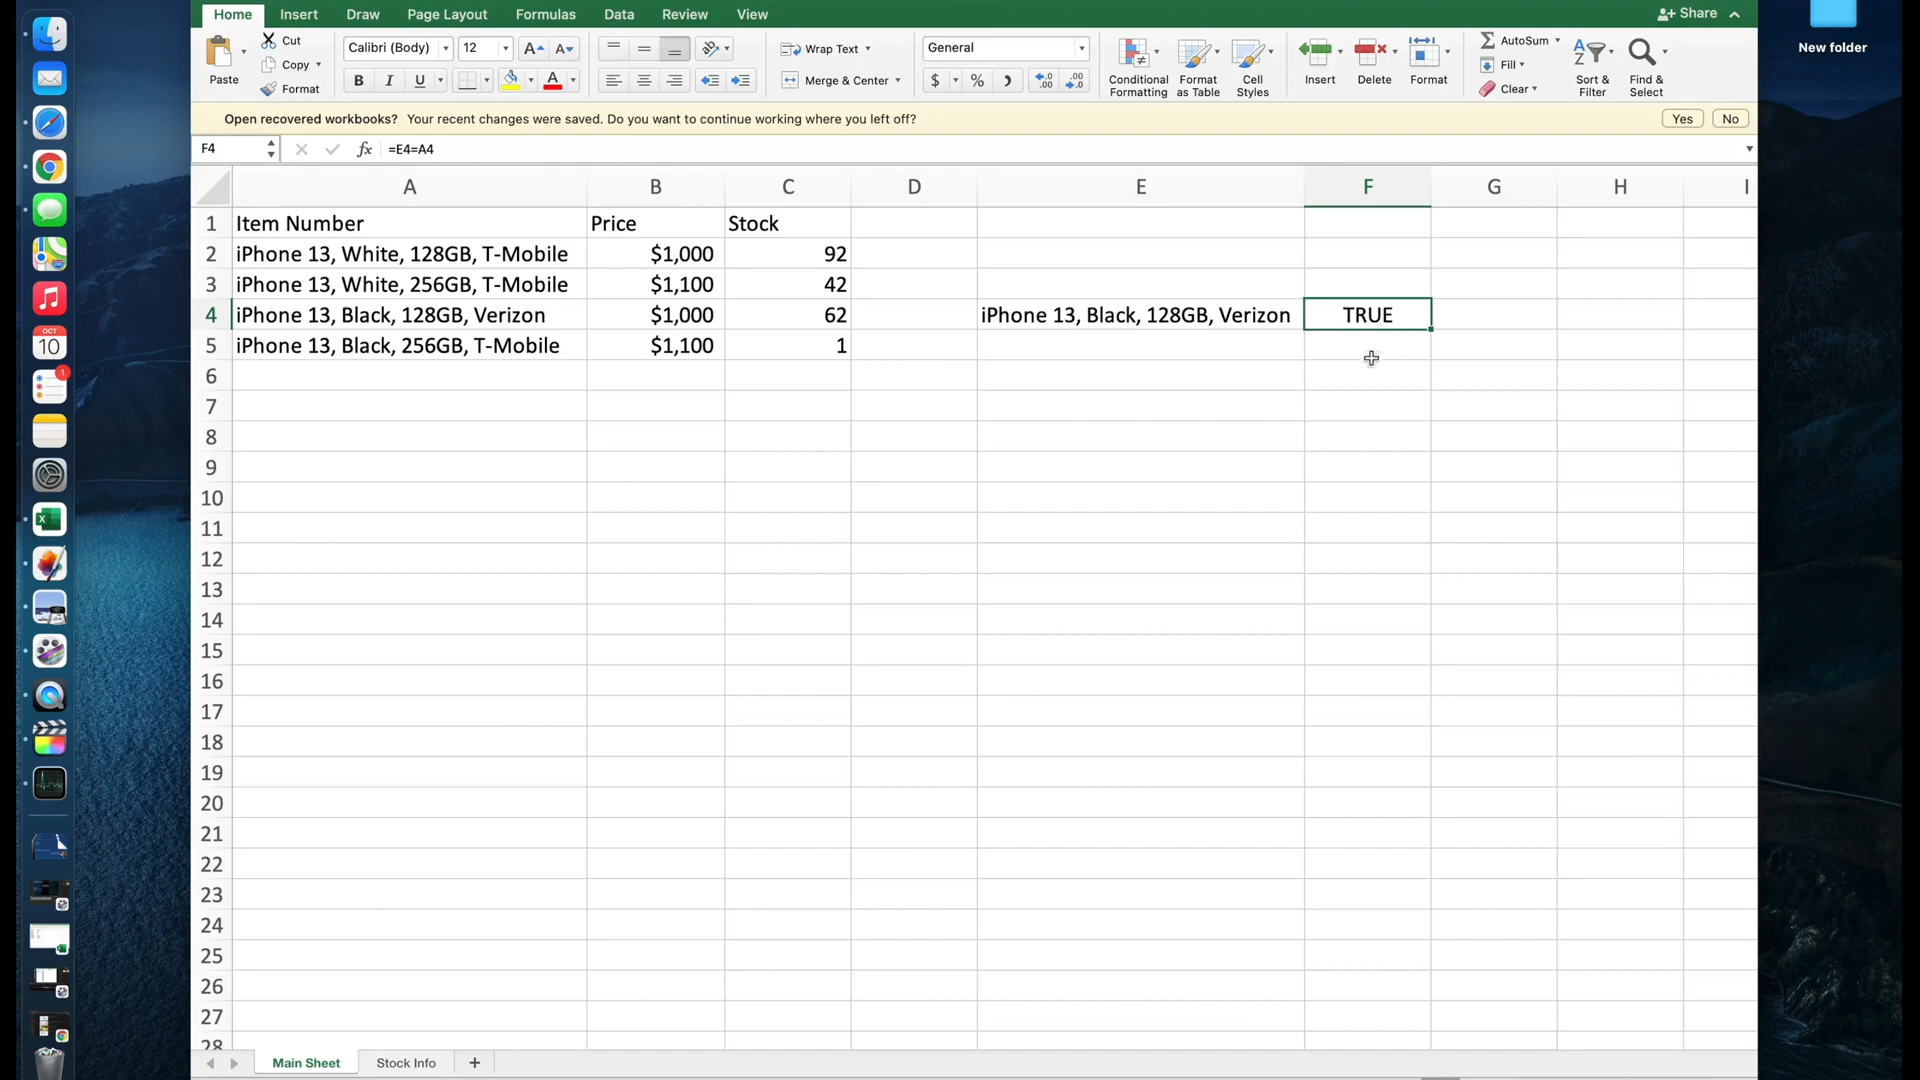 Home Insert Draw Page Layout Formulas Data Review View Share
New folder
Paste Cut Copy Format
Calibri (Body) 12
B I U A A A
Wrap Text
Merge & Center
General
$ %
Conditional Formatting
Format as Table
Cell Styles
Insert Delete Format
AutoSum
Fill
Clear
Sort & Filter
Find & Select
Open recovered workbooks? Your recent changes were saved. Do you want to continue working where you left off? Yes No
F4 fx =E4=A4
A B C D E F G H I
1 Item Number Price Stock
2 iPhone 13, White, 128GB, T-Mobile $1,000 92
3 iPhone 13, White, 256GB, T-Mobile $1,100 42
4 iPhone 13, Black, 128GB, Verizon $1,000 62 iPhone 13, Black, 128GB, Verizon TRUE
5 iPhone 13, Black, 256GB, T-Mobile $1,100 1
6
7
8
9
10
11
12
13
14
15
16
17
18
19
20
21
22
23
24
25
26
27
28
Main Sheet Stock Info +
OCT
10
1